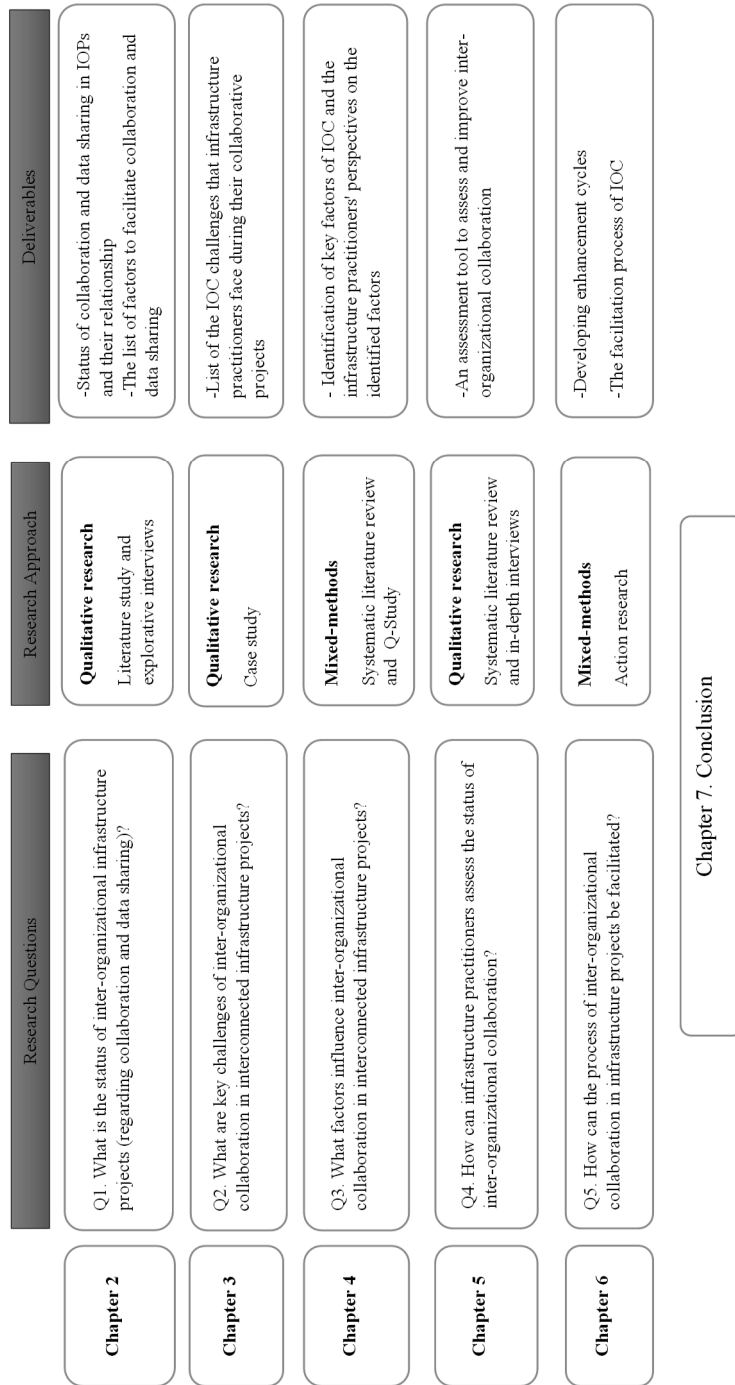 Research Questions
Research Approach
Deliverables
Chapter 2
Q1. What is the status of inter-organizational infrastructure
projects (regarding collaboration and data sharing)?
Qualitative research
Literature study and
explorative interviews
-Status of collaboration and data sharing in IOPs
and their relationship
-The list of factors to facilitate collaboration and
data sharing
Chapter 3
Q2. What are key challenges of inter-organizational
collaboration in interconnected infrastructure projects?
Qualitative research
Case study
-List of the IOC challenges that infrastructure
practitioners face during their collaborative
projects
Chapter 4
Q3. What factors influence inter-organizational
collaboration in interconnected infrastructure projects?
Mixed-methods
Systematic literature review
and Q-Study
- Identification of key factors of IOC and the
infrastructure practitioners' perspectives on the
identified factors
Chapter 5
Q4. How can infrastructure practitioners assess the status of
inter-organizational collaboration?
Qualitative research
Systematic literature review
and in-depth interviews
-An assessment tool to assess and improve inter-
organizational collaboration
Chapter 6
Q5. How can the process of inter-organizational
collaboration in infrastructure projects be facilitated?
Mixed-methods
Action research
-Developing enhancement cycles
-The facilitation process of IOC
Chapter 7. Conclusion